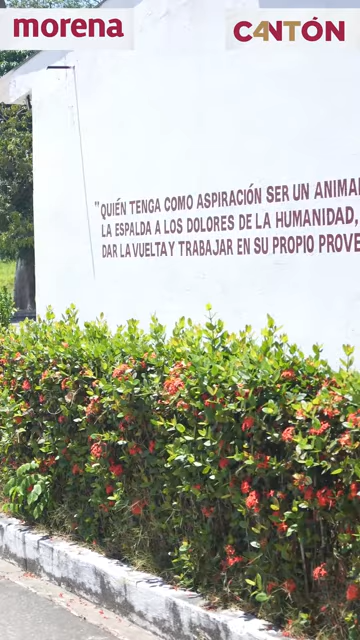 morena
CANTÓN
"QUIÉN TENGA COMO ASPIRACIÓN SER UN ANIMAL
LA ESPALDA A LOS DOLORES DE LA HUMANIDAD,
DAR LA VUELTA Y TRABAJAR EN SU PROPIO PROVE